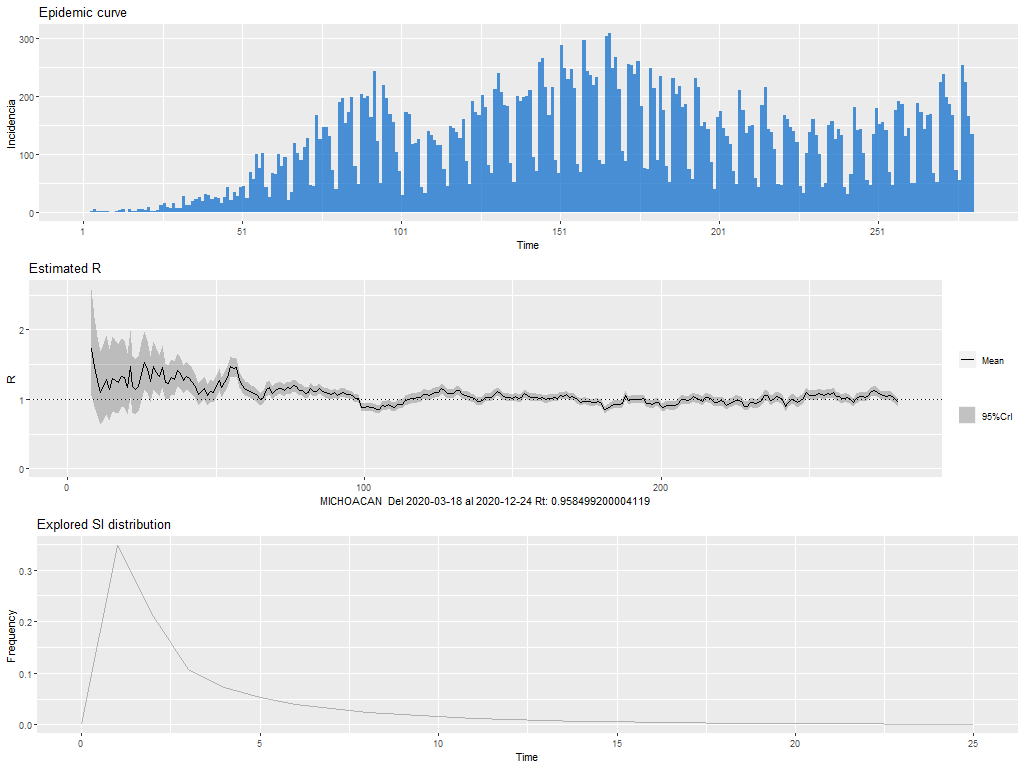 Epidemic curve
300
200
100
0
Incidencia
1
51
101
151
201
251
Time
Estimated R
2
1
0
R
0
100
200
MICHOACAN Del 2020-03-18 al 2020-12-24 Rt: 0.958499200004119
Mean
95%CrI
Explored SI distribution
0.3
0.2
0.1
0.0
Frequency
0
5
10
15
20
25
Time